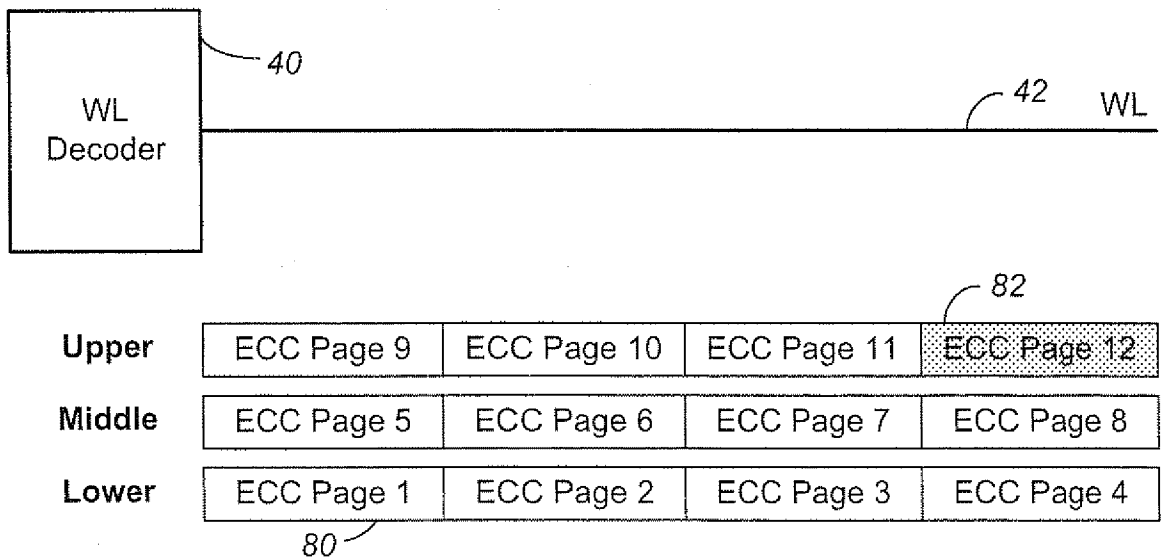 40
WL
Decoder
42
WL
82
Upper ECC Page 9 ECC Page 10 ECC Page 11 ECC Page 12
Middle ECC Page 5 ECC Page 6 ECC Page 7 ECC Page 8
Lower ECC Page 1 ECC Page 2 ECC Page 3 ECC Page 4
80